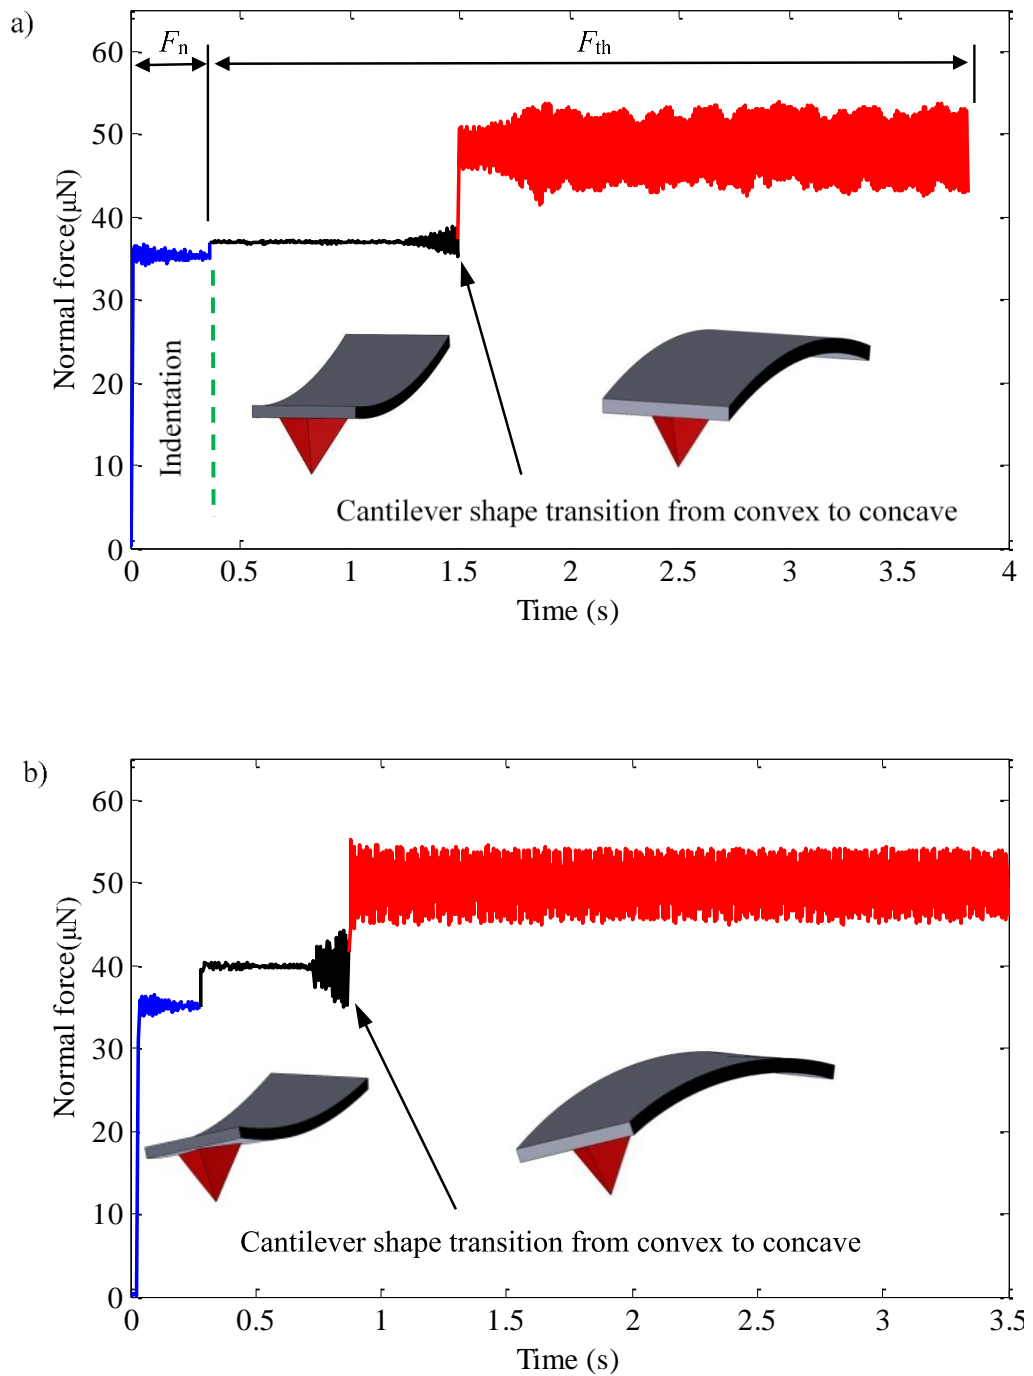 a)
Fn
Fth
60
50
40
30
20
10
0
Normal force(μN)
Indentation
Cantilever shape transition from convex to concave
0 0.5 1 1.5 2 2.5 3 3.5 4
Time (s)
b)
60
50
40
30
20
10
0
Normal force(μN)
Cantilever shape transition from convex to concave
0 0.5 1 1.5 2 2.5 3 3.5
Time (s)